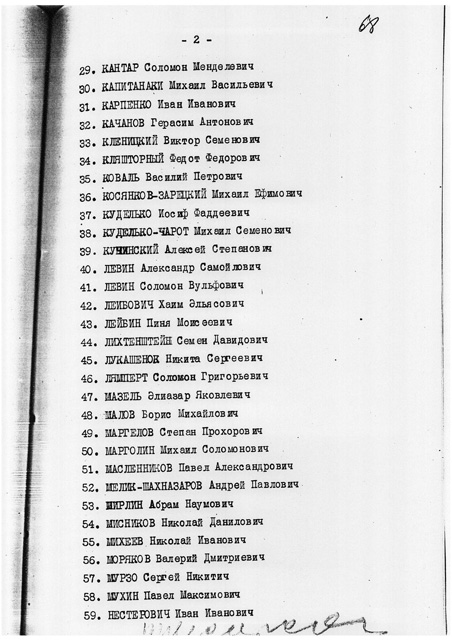 - 2 -
68
29. КАНТАР Соломон Менделевич
30. КАПИТАНАКИ Михаил Васильевич
31. КАРПЕНКО Иван Иванович
32. КАЧАНОВ Герасим Антонович
33. КЛЕНИЦКИЙ Виктор Семенович
34. КЛЯШТОРНЫЙ Федот Федорович
35. КОВАЛЬ Василий Петрович
36. КОСЯНКОВ-ЗАРЕЦКИЙ Михаил Ефимович
37. КУДЕЛЬКО Иосиф Фаддеевич
38. КУДЕЛЬКО-ЧАРОТ Михаил Семенович
39. КУЧИНСКИЙ Алексей Степанович
40. ЛЕВИН Александр Самойлович
41. ЛЕВИН Соломон Вульфович
42. ЛЕИБОВИЧ Хаим Эльясович
43. ЛЕЙВИН Пиня Моисеевич
44. ЛИХТЕНШТЕЙН Семен Давидович
45. ЛУКАШЕНОК Никита Сергеевич
46. ЛЯМПЕРТ Соломон Григорьевич
47. МАЗЕЛЬ Элиазар Яковлевич
48. МАЛОВ Борис Михайлович
49. МАРГЕЛОВ Степан Прохорович
50. МАРГОЛИН Михаил Соломонович
51. МАСЛЕННИКОВ Павел Александрович
52. МЕЛИК-ШАХНАЗАРОВ Андрей Павлович
53. МИРЛИН Абрам Наумович
54. МИСНИКОВ Николай Данилович
55. МИХЕЕВ Николай Иванович
56. МОРЯКОВ Валерий Дмитриевич
57. МУРЗО Сергей Никитич
58. МУХИН Павел Максимович
59. НЕСТЕРОВИЧ Иван Иванович